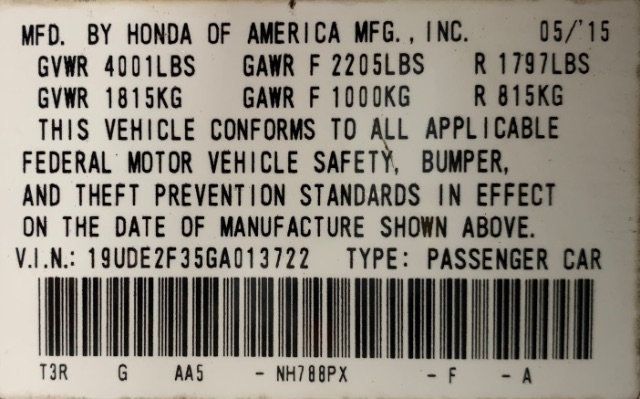 MFD. BY HONDA OF AMERICA MFG., INC. 05/'15
GVWR 4001LBS GAWR F 2205LBS R 1797LBS
GVWR 1815KG GAWR F 1000KG R 815KG
THIS VEHICLE CONFORMS TO ALL APPLICABLE
FEDERAL MOTOR VEHICLE SAFETY, BUMPER,
AND THEFT PREVENTION STANDARDS IN EFFECT
ON THE DATE OF MANUFACTURE SHOWN ABOVE.
V.I.N.: 19UDE2F35GA013722 TYPE: PASSENGER CAR
T3R G AA5 - NH788PX - F - A